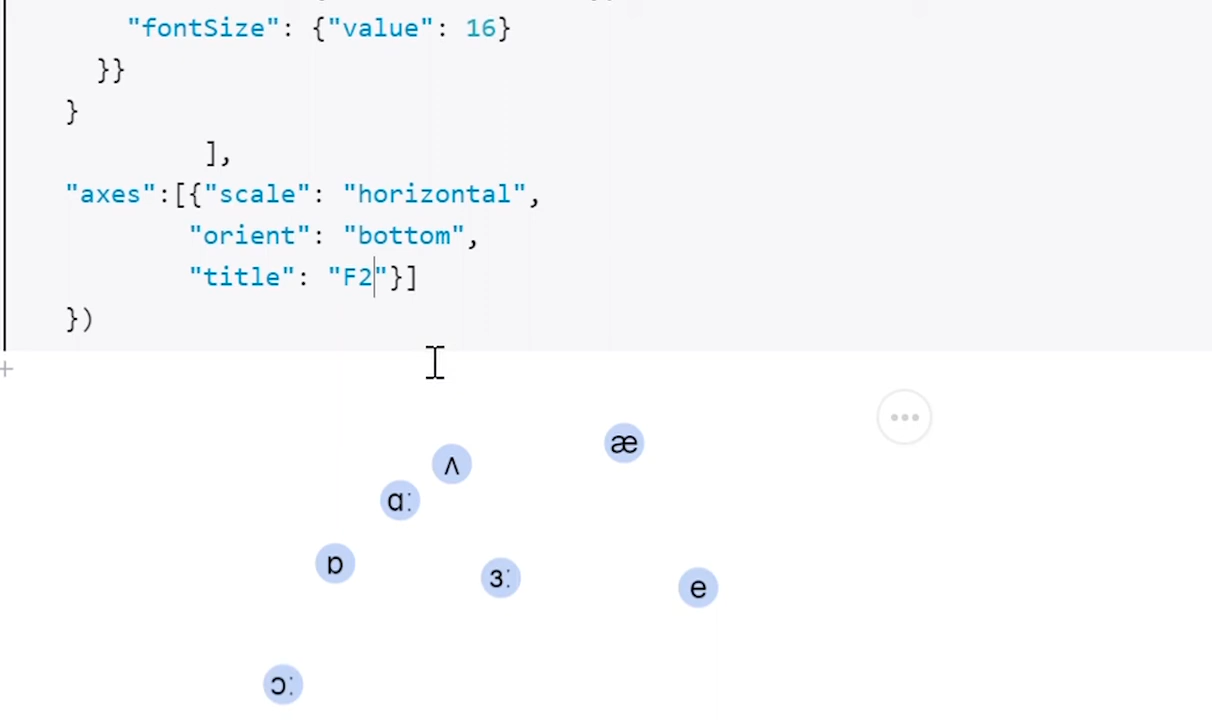 "fontSize": {"value": 16}
}}
}
],
"axes":[{"scale": "horizontal",
"orient": "bottom",
"title": "F2"}]
})
æ
ʌ
ɑː
ɒ
ɜː
e
ɔː